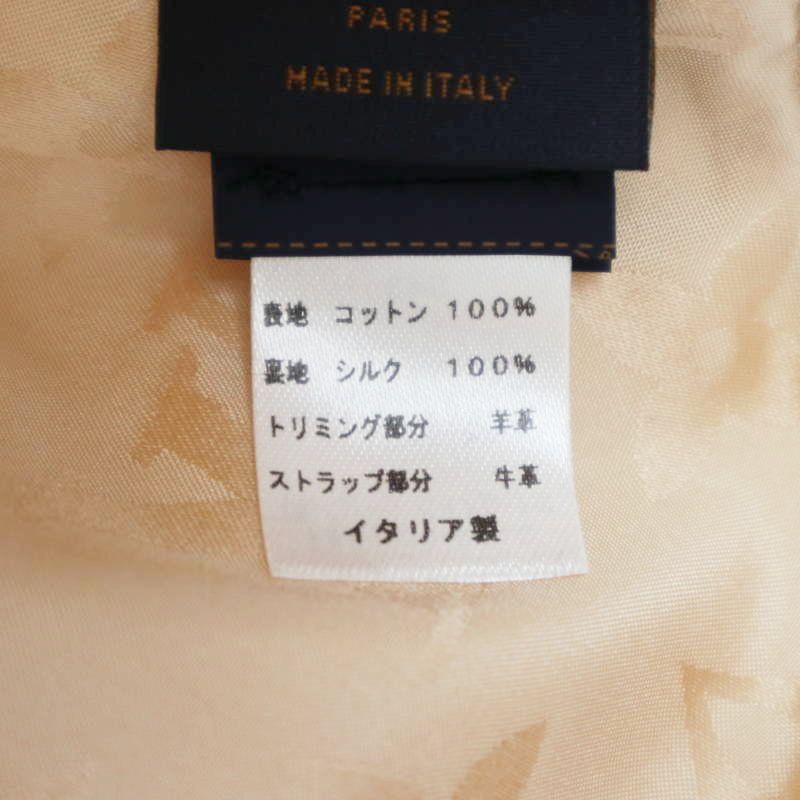 PARIS
MADE IN ITALY
表地 コットン 100%
裏地 シルク 100%
トリミング部分 羊革
ストラップ部分 牛革
イタリア製